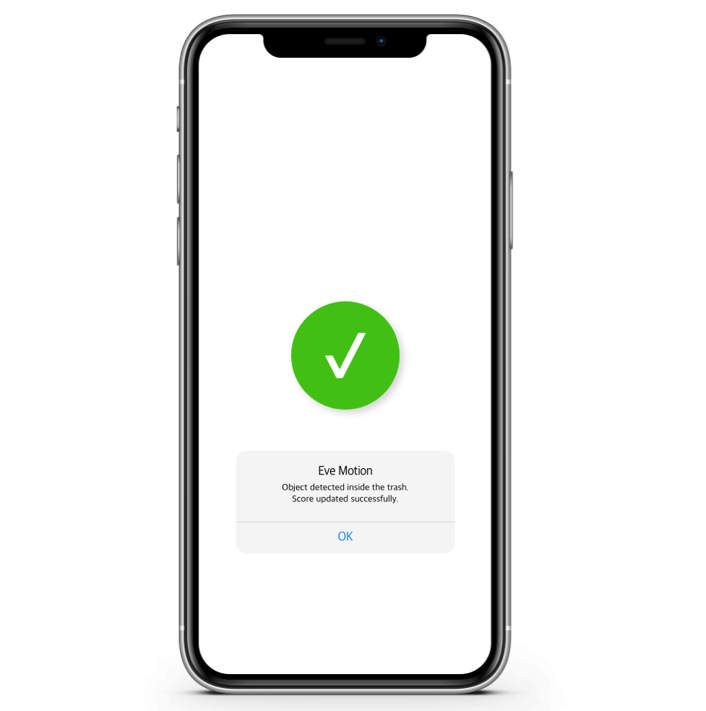 Eve Motion
Object detected inside the trash.
Score updated successfully.
OK